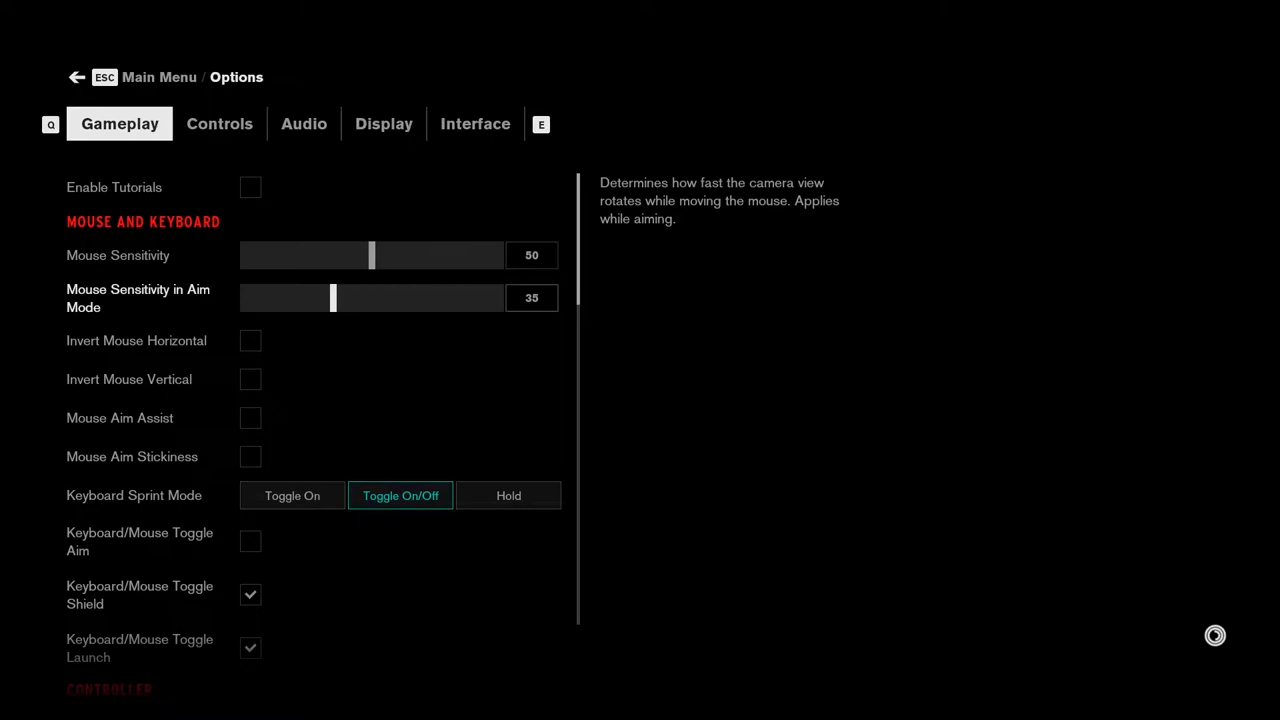 ESC Main Menu / Options
Q Gameplay Controls Audio Display Interface E
Enable Tutorials
MOUSE AND KEYBOARD
Mouse Sensitivity 50
Mouse Sensitivity in Aim
Mode 35
Invert Mouse Horizontal
Invert Mouse Vertical
Mouse Aim Assist
Mouse Aim Stickiness
Keyboard Sprint Mode Toggle On Toggle On/Off Hold
Keyboard/Mouse Toggle
Aim
Keyboard/Mouse Toggle
Shield
Keyboard/Mouse Toggle
Launch
CONTROLLER
Determines how fast the camera view
rotates while moving the mouse. Applies
while aiming.